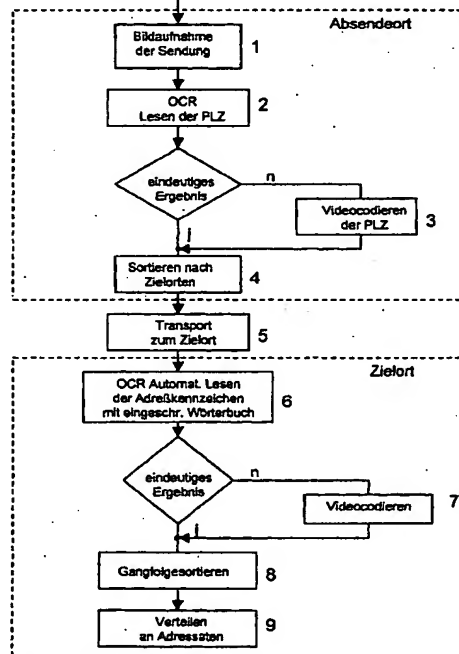 Absendeort
Bildaufnahme
der Sendung
1
OCR
Lesen der PLZ
2
eindeutiges
Ergebnis
n
j
Videocodieren
der PLZ
3
Sortieren nach
Zielorten
4
Transport
zum Zielort
5
Zielort
OCR Automat. Lesen
der Adreßkennzeichen
mit eingeschr. Wörterbuch
6
eindeutiges
Ergebnis
n
j
Videocodieren
7
Gangfolgesortieren
8
Verteilen
an Adressaten
9